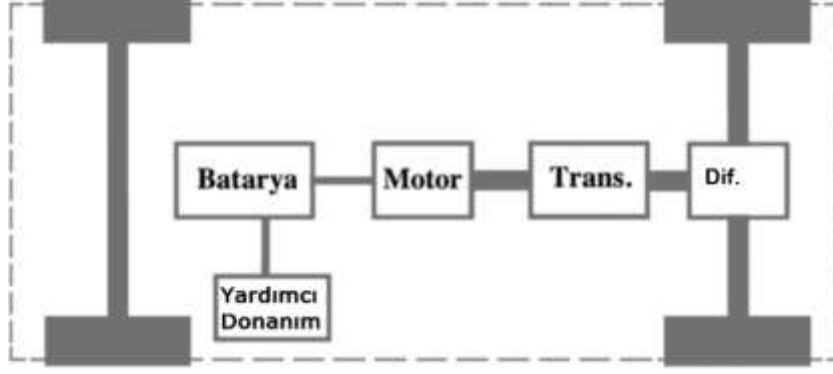 Batarya
Motor
Trans.
Dif.
Yardımcı
Donanım